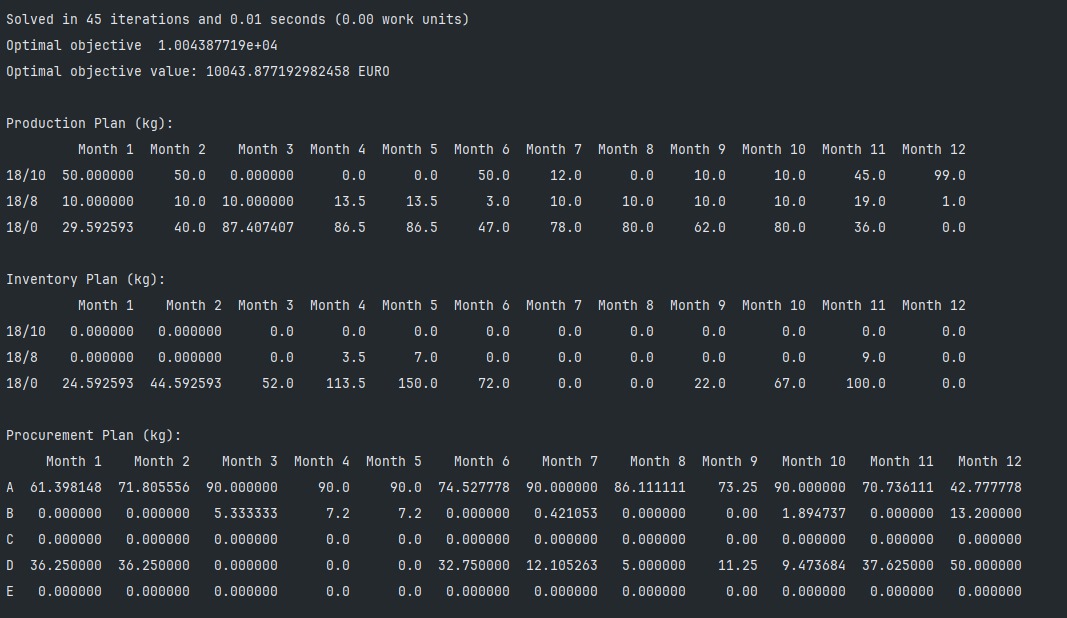 Solved in 45 iterations and 0.01 seconds (0.00 work units)
Optimal objective  1.004387719e+04
Optimal objective value: 10043.877192982458 EURO

Production Plan (kg):
         Month 1  Month 2    Month 3  Month 4  Month 5  Month 6  Month 7  Month 8  Month 9  Month 10  Month 11  Month 12
18/10  50.000000     50.0   0.000000      0.0      0.0     50.0     12.0      0.0     10.0      10.0      45.0      99.0
18/8   10.000000     10.0  10.000000     13.5     13.5      3.0     10.0     10.0     10.0      10.0      19.0       1.0
18/0   29.592593     40.0  87.407407     86.5     86.5     47.0     78.0     80.0     62.0      80.0      36.0       0.0

Inventory Plan (kg):
         Month 1    Month 2  Month 3  Month 4  Month 5  Month 6  Month 7  Month 8  Month 9  Month 10  Month 11  Month 12
18/10   0.000000   0.000000      0.0      0.0      0.0      0.0      0.0      0.0      0.0       0.0       0.0       0.0
18/8    0.000000   0.000000      0.0      3.5      7.0      0.0      0.0      0.0      0.0       0.0       9.0       0.0
18/0   24.592593  44.592593     52.0    113.5    150.0     72.0      0.0      0.0     22.0      67.0     100.0       0.0

Procurement Plan (kg):
     Month 1    Month 2    Month 3  Month 4  Month 5    Month 6    Month 7    Month 8  Month 9   Month 10   Month 11   Month 12
A  61.398148  71.805556  90.000000     90.0     90.0  74.527778  90.000000  86.111111    73.25  90.000000  70.736111  42.777778
B   0.000000   0.000000   5.333333      7.2      7.2   0.000000   0.421053   0.000000     0.00   1.894737   0.000000  13.200000
C   0.000000   0.000000   0.000000      0.0      0.0   0.000000   0.000000   0.000000     0.00   0.000000   0.000000   0.000000
D  36.250000  36.250000   0.000000      0.0      0.0  32.750000  12.105263   5.000000    11.25   9.473684  37.625000  50.000000
E   0.000000   0.000000   0.000000      0.0      0.0   0.000000   0.000000   0.000000     0.00   0.000000   0.000000   0.000000